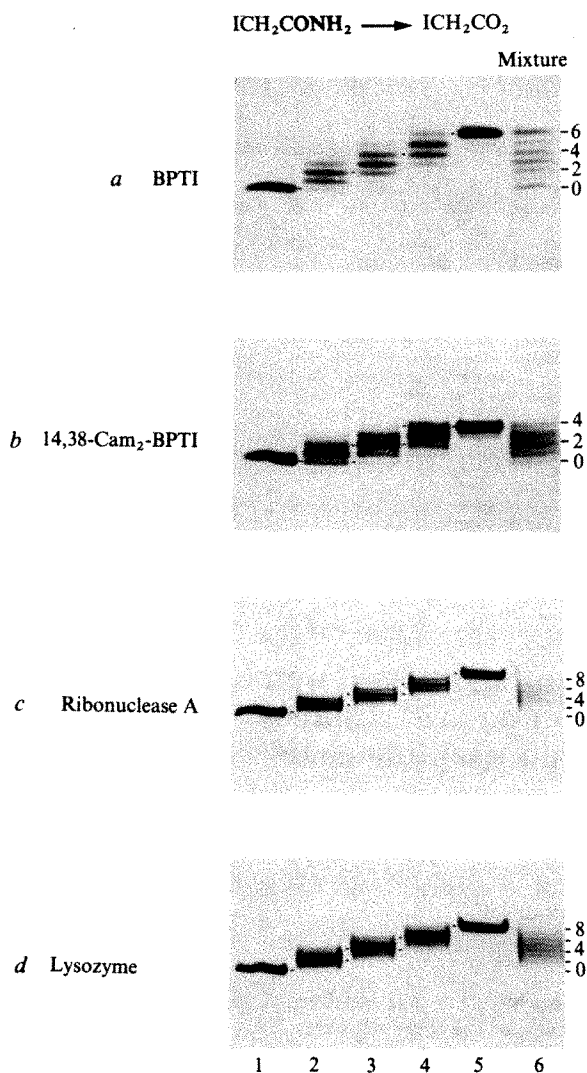 ICH₂CONH₂ → ICH₂CO₂
Mixture
a BPTI
6
4
2
0
b 14,38-Cam₂-BPTI
4
2
0
c Ribonuclease A
8
4
0
d Lysozyme
8
4
0
1 2 3 4 5 6